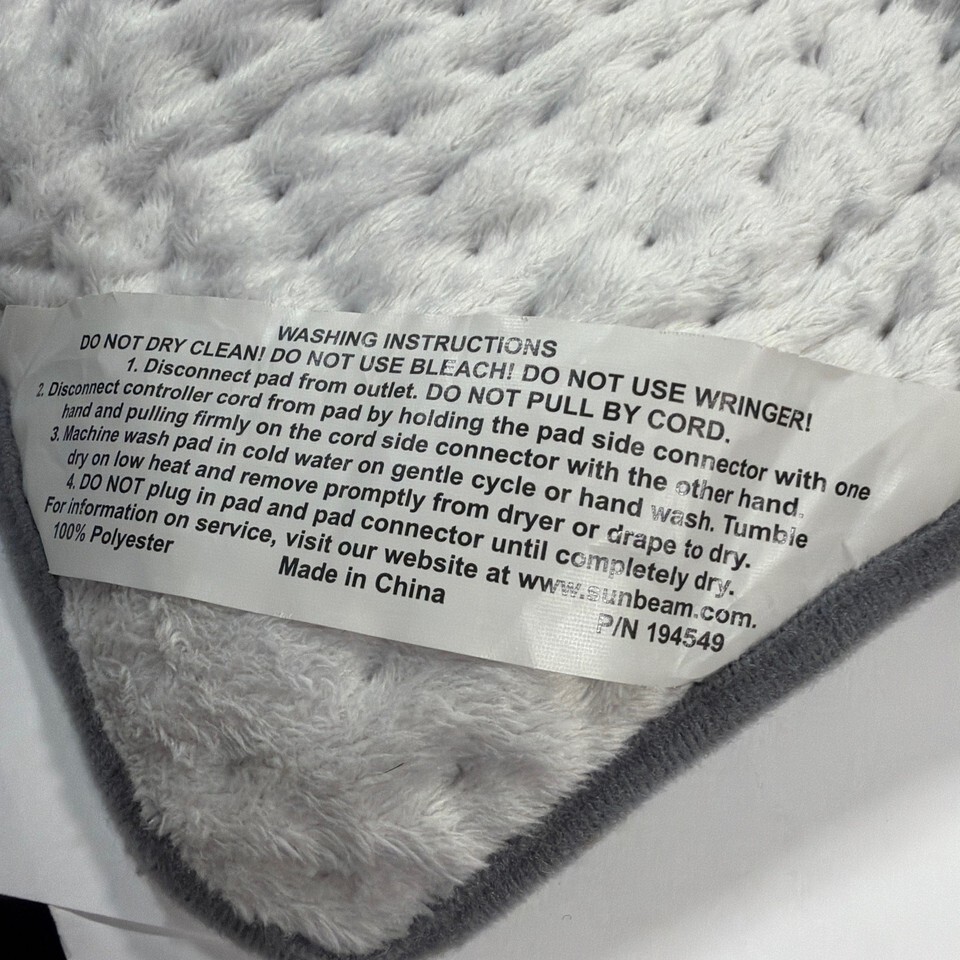 WASHING INSTRUCTIONS
DO NOT DRY CLEAN! DO NOT USE BLEACH! DO NOT USE WRINGER!
1. Disconnect pad from outlet. DO NOT PULL BY CORD.
2. Disconnect controller cord from pad by holding the pad side connector with one
hand and pulling firmly on the cord side connector with the other hand.
3. Machine wash pad in cold water on gentle cycle or hand wash. Tumble
dry on low heat and remove promptly from dryer or drape to dry.
4. DO NOT plug in pad and pad connector until completely dry.
For information on service, visit our website at www.sunbeam.com.
100% Polyester
Made in China
P/N 194549